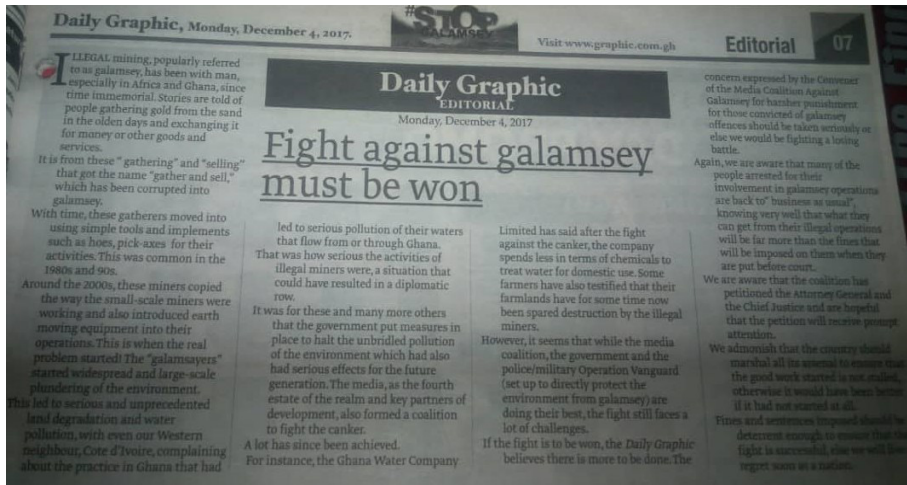 Daily Graphic, Monday, December 4, 2017.
#STOP
GALAMSEY
Visit www.graphic.com.gh
Editorial
07
ILLEGAL mining, popularly referred
to as galamsey, has been with man,
especially in Africa and Ghana, since
time immemorial. Stories are told of
people gathering gold from the sand
in the olden days and exchanging it
for money or other goods and
services.
It is from these " gathering" and "selling"
that got the name "gather and sell,"
which has been corrupted into
galamsey.
With time, these gatherers moved into
using simple tools and implements
such as hoes, pick-axes for their
activities. This was common in the
1980s and 90s.
Around the 2000s, these miners copied
the way the small-scale miners were
working and also introduced earth
moving equipment into their
operations. This is when the real
problem started! The "galamsayers"
started widespread and large-scale
plundering of the environment.
This led to serious and unprecedented
land degradation and water
pollution, with even our Western
neighbour, Cote d'Ivoire, complaining
about the practice in Ghana that had
Daily Graphic
EDITORIAL
Monday, December 4, 2017
Fight against galamsey
must be won
led to serious pollution of their waters
that flow from or through Ghana.
That was how serious the activities of
illegal miners were, a situation that
could have resulted in a diplomatic
row.
It was for these and many more others
that the government put measures in
place to halt the unbridled pollution
of the environment which had also
had serious effects for the future
generation. The media, as the fourth
estate of the realm and key partners of
development, also formed a coalition
to fight the canker.
A lot has since been achieved.
For instance, the Ghana Water Company
Limited has said after the fight
against the canker, the company
spends less in terms of chemicals to
treat water for domestic use. Some
farmers have also testified that their
farmlands have for some time now
been spared destruction by the illegal
miners.
However, it seems that while the media
coalition, the government and the
police/military Operation Vanguard
(set up to directly protect the
environment from galamsey) are
doing their best, the fight still faces a
lot of challenges.
If the fight is to be won, the Daily Graphic
believes there is more to be done. The
concern expressed by the Convener
of the Media Coalition Against
Galamsey for harsher punishment
for those convicted of galamsey
offences should be taken seriously or
else we would be fighting a losing
battle.
Again, we are aware that many of the
people arrested for their
involvement in galamsey operations
are back to" business as usual",
knowing very well that what they
can get from their illegal operations
will be far more than the fines that
will be imposed on them when they
are put before court.
We are aware that the coalition has
petitioned the Attorney General and
the Chief Justice and are hopeful
that the petition will receive prompt
attention.
We admonish that the country should
marshal all its arsenal to ensure that
the good work started is not stalled,
otherwise it would have been better
if it had not started at all.
Fines and sentences imposed should be
deterrent enough to ensure that the
fight is successful, else we will live
regret soon as a nation.